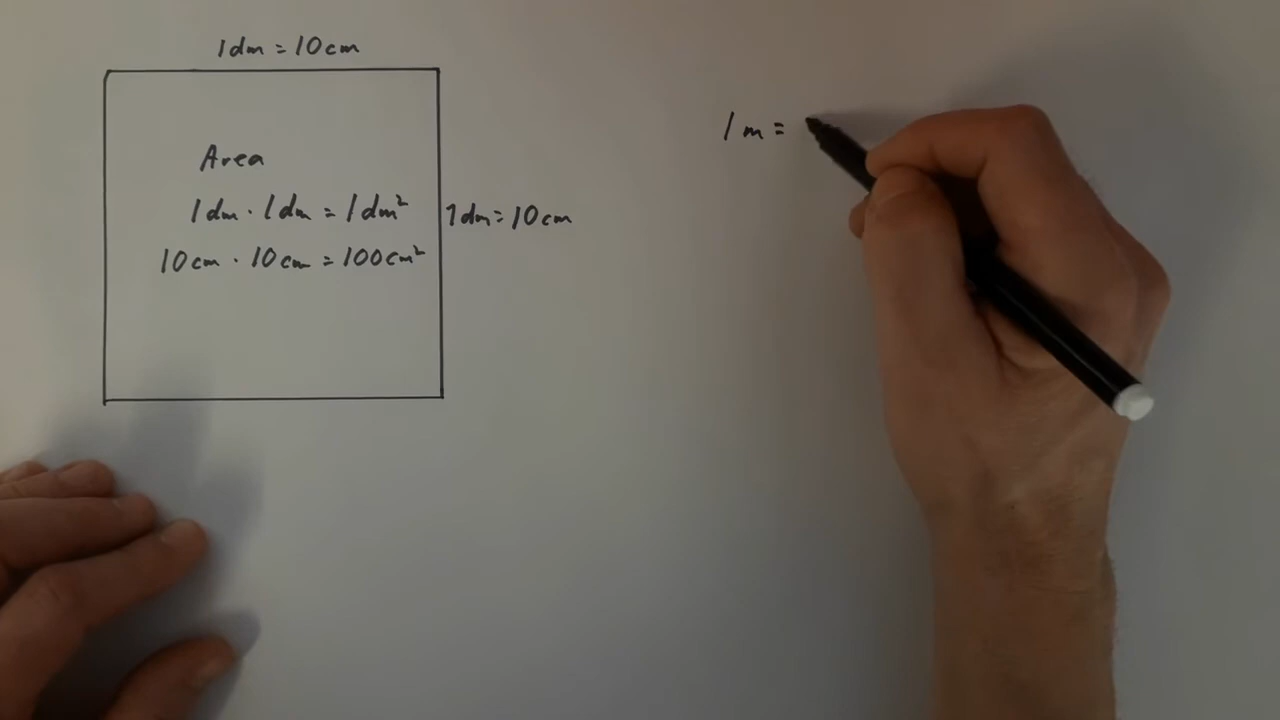 1dm = 10cm
Area
1dm · 1dm = 1dm²
1dm = 10cm
10cm · 10cm = 100cm²
1m =